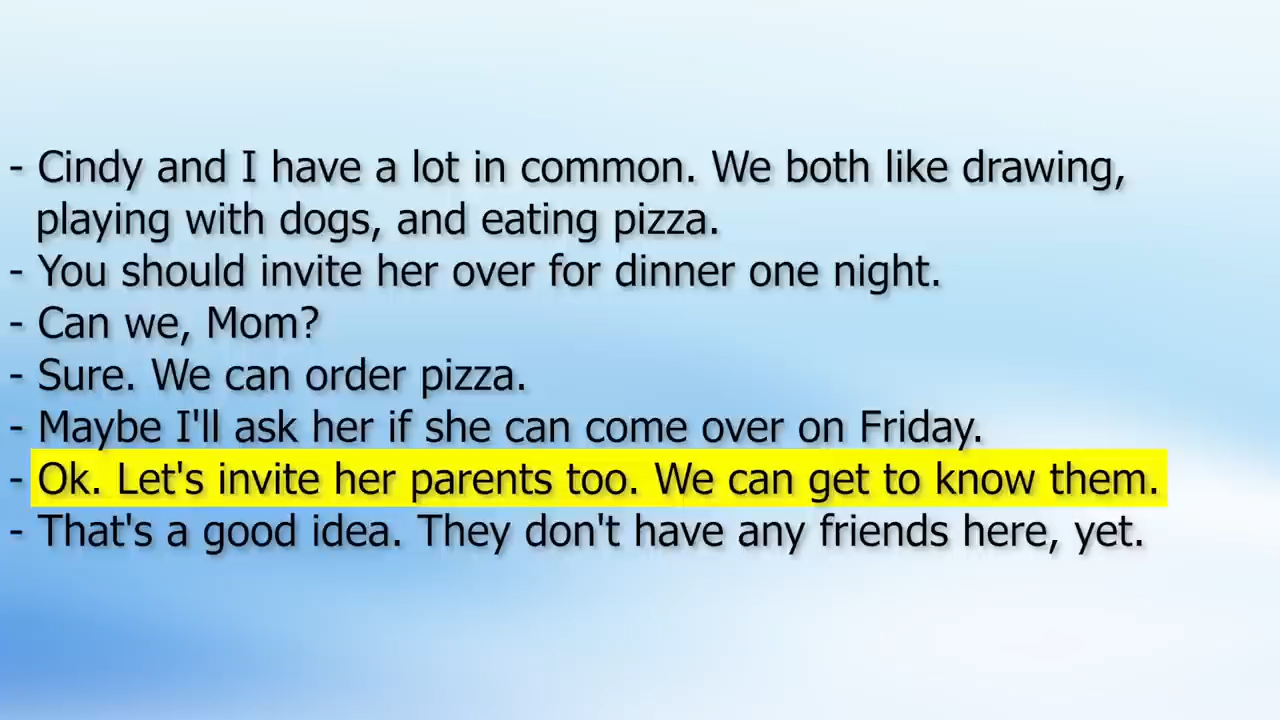 - Cindy and I have a lot in common. We both like drawing,
playing with dogs, and eating pizza.
- You should invite her over for dinner one night.
- Can we, Mom?
- Sure. We can order pizza.
- Maybe I'll ask her if she can come over on Friday.
- Ok. Let's invite her parents too. We can get to know them.
- That's a good idea. They don't have any friends here, yet.